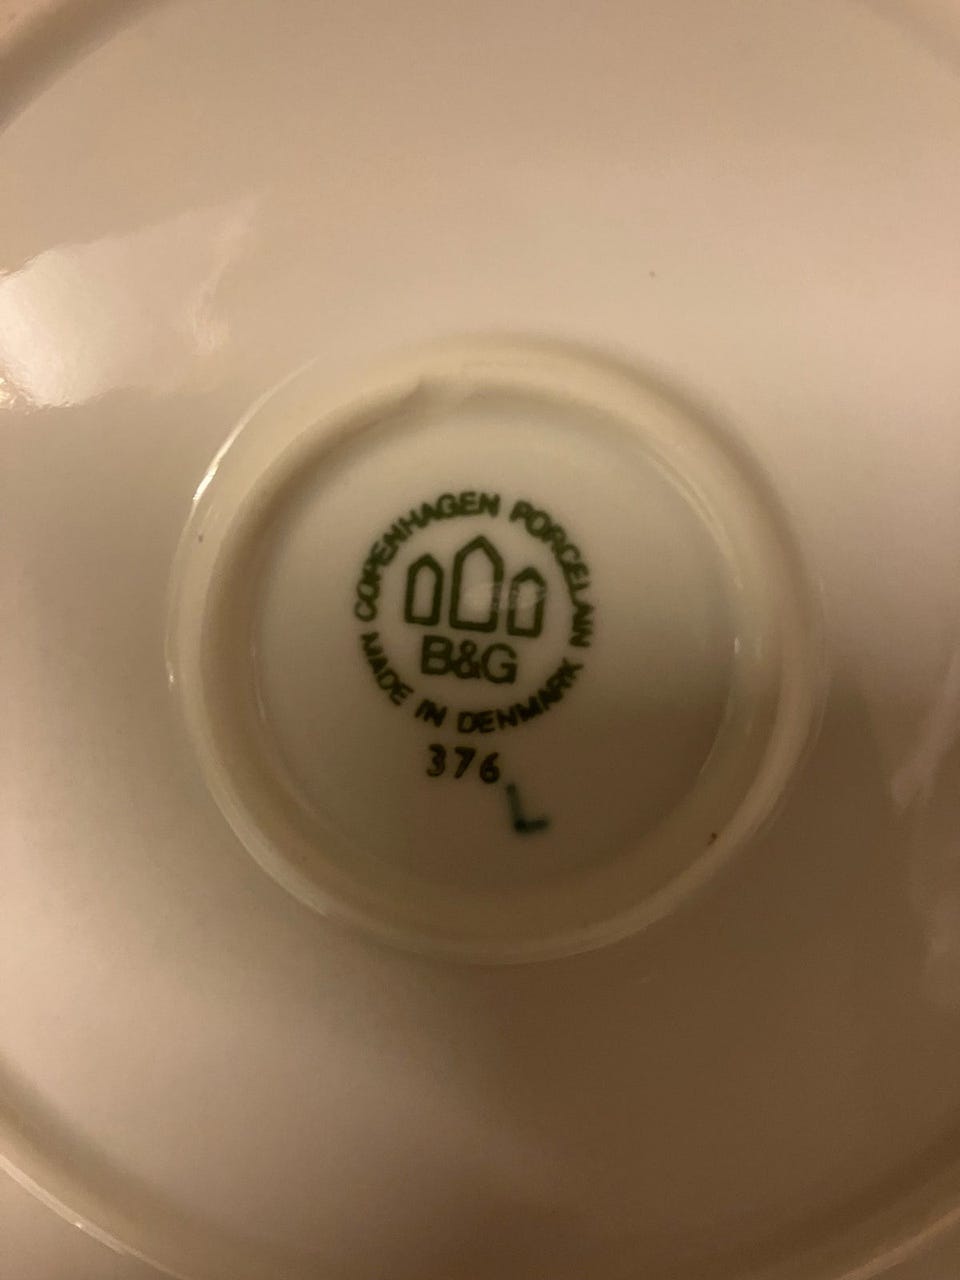 COPENHAGEN PORCELAIN
B&G
MADE IN DENMARK
376
L